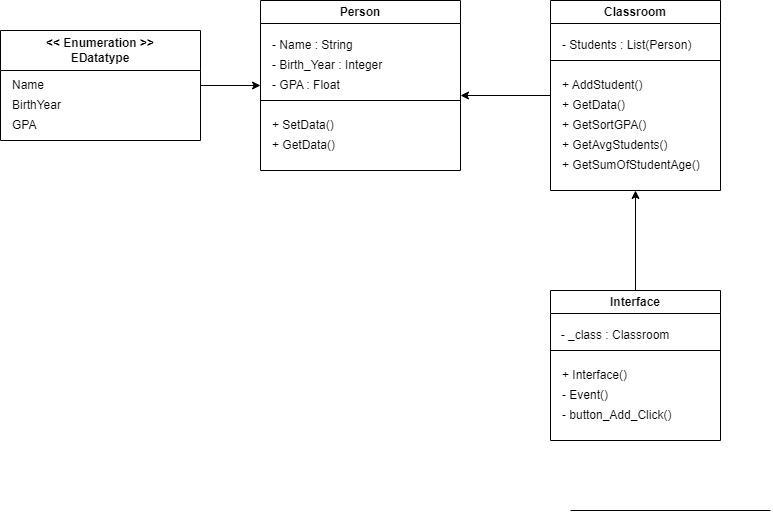 << Enumeration >>
EDatatype
Name
BirthYear
GPA
Person
- Name : String
- Birth_Year : Integer
- GPA : Float
+ SetData()
+ GetData()
Classroom
- Students : List(Person)
+ AddStudent()
+ GetData()
+ GetSortGPA()
+ GetAvgStudents()
+ GetSumOfStudentAge()
Interface
- _class : Classroom
+ Interface()
- Event()
- button_Add_Click()